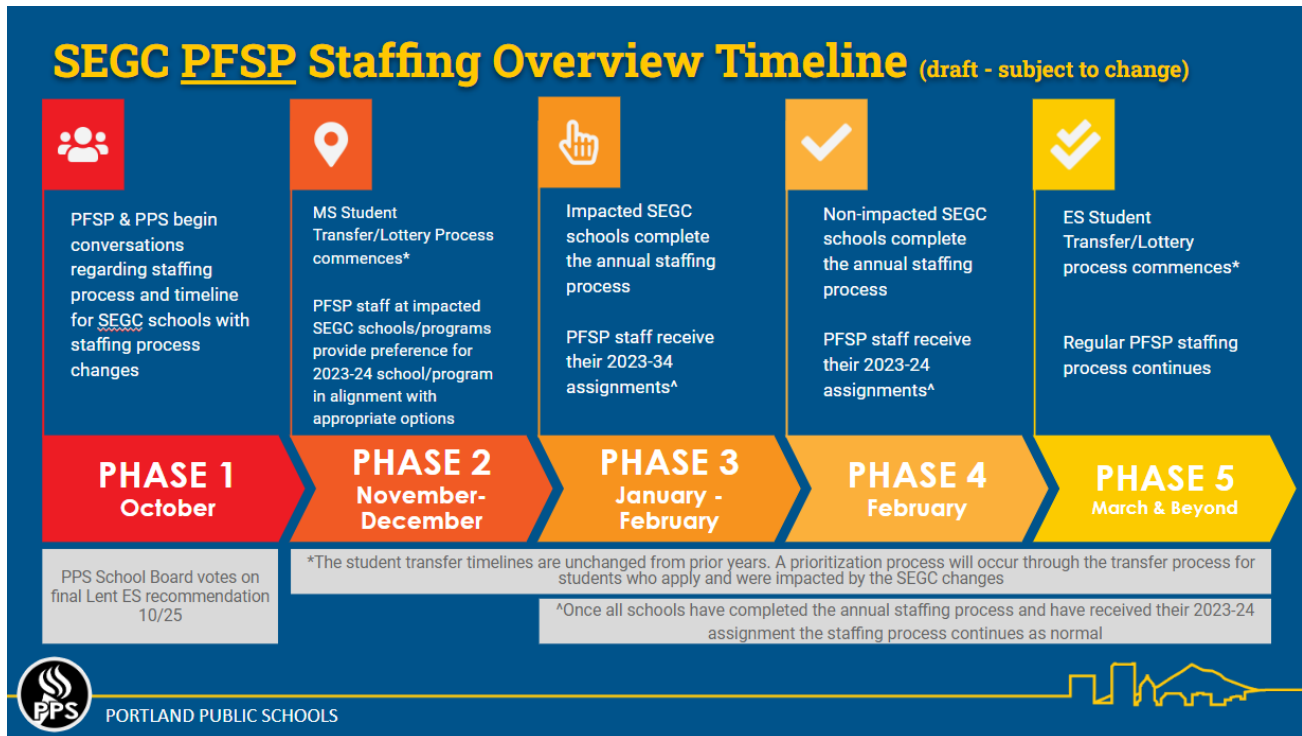 SEGC PFSP Staffing Overview Timeline (draft - subject to change)
PFSP & PPS begin
conversations
regarding staffing
process and timeline
for SEGC schools with
staffing process
changes
MS Student
Transfer/Lottery Process
commences*
PFSP staff at impacted
SEGC schools/programs
provide preference for
2023-24 school/program
in alignment with
appropriate options
Impacted SEGC
schools complete
the annual staffing
process
PFSP staff receive
their 2023-34
assignments^
Non-impacted SEGC
schools complete
the annual staffing
process
PFSP staff receive
their 2023-24
assignments^
ES Student
Transfer/Lottery
process commences*
Regular PFSP staffing
process continues
PHASE 1
October
PHASE 2
November-
December
PHASE 3
January -
February
PHASE 4
February
PHASE 5
March & Beyond
PPS School Board votes on
final Lent ES recommendation
10/25
*The student transfer timelines are unchanged from prior years. A prioritization process will occur through the transfer process for
students who apply and were impacted by the SEGC changes
^Once all schools have completed the annual staffing process and have received their 2023-24
assignment the staffing process continues as normal
PPS
PORTLAND PUBLIC SCHOOLS